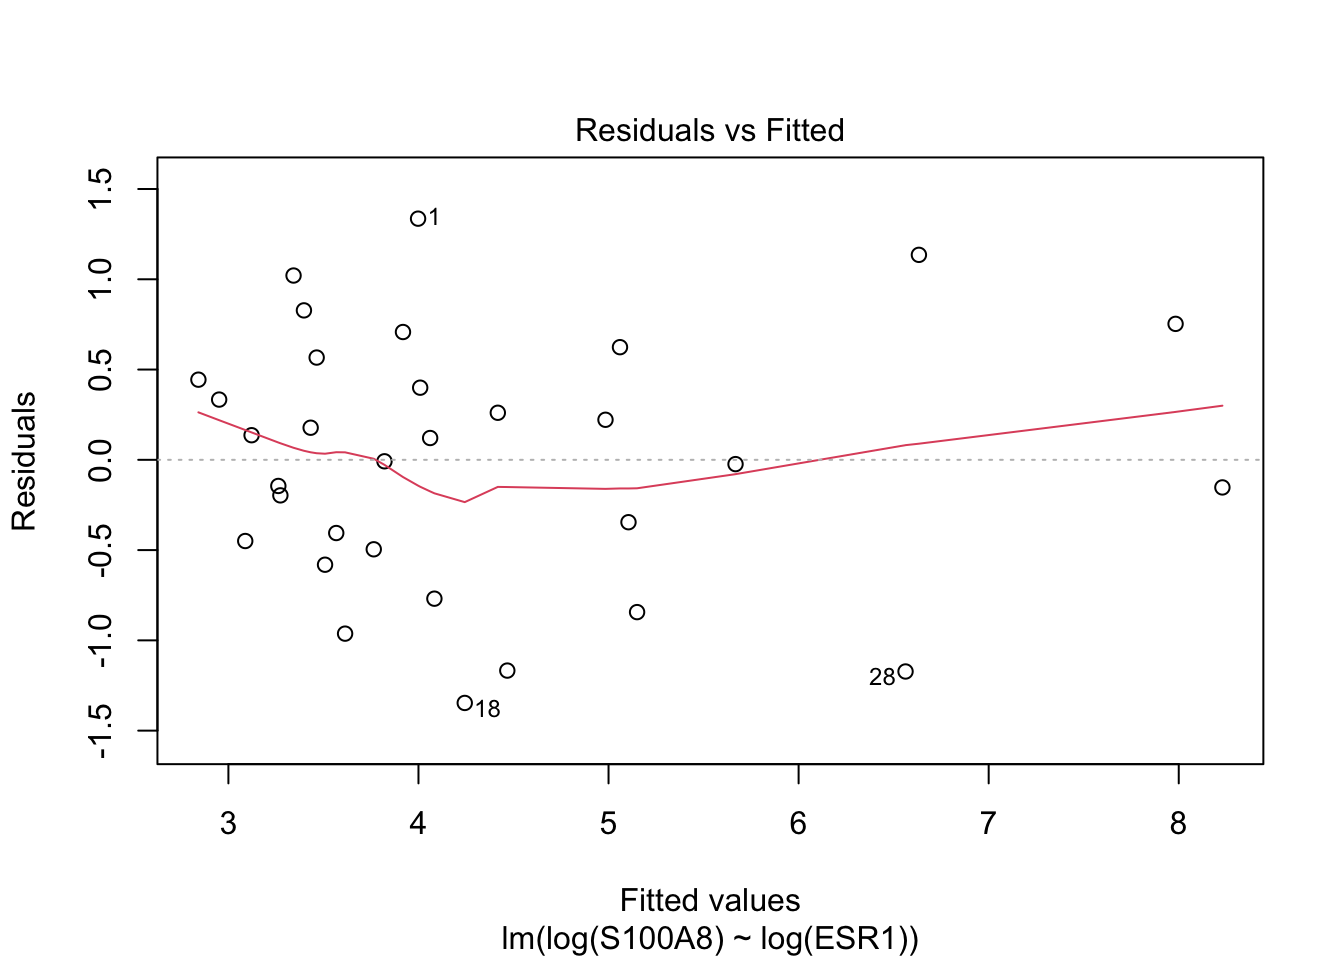 Residuals vs Fitted
Residuals
1.5
1.0
0.5
0.0
-0.5
-1.0
-1.5
1
18
28
3 4 5 6 7 8
Fitted values
lm(log(S100A8) ~ log(ESR1))